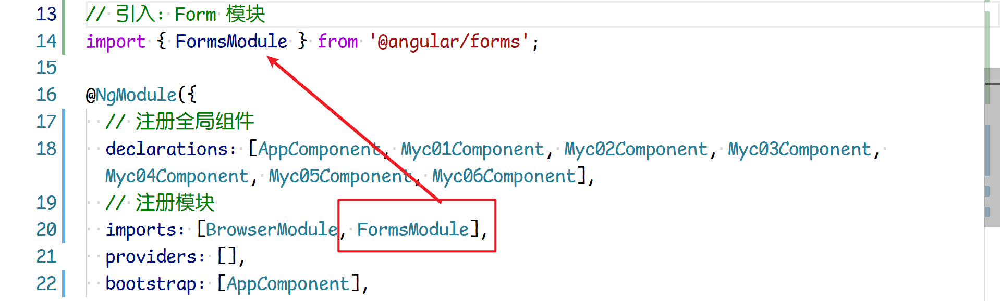 13 // 引入: Form 模块
14 import { FormsModule } from '@angular/forms';
15
16 @NgModule({
17 // 注册全局组件
18 declarations: [AppComponent, Myc01Component, Myc02Component, Myc03Component,
Myc04Component, Myc05Component, Myc06Component],
19 // 注册模块
20 imports: [BrowserModule, FormsModule],
21 providers: [],
22 bootstrap: [AppComponent],